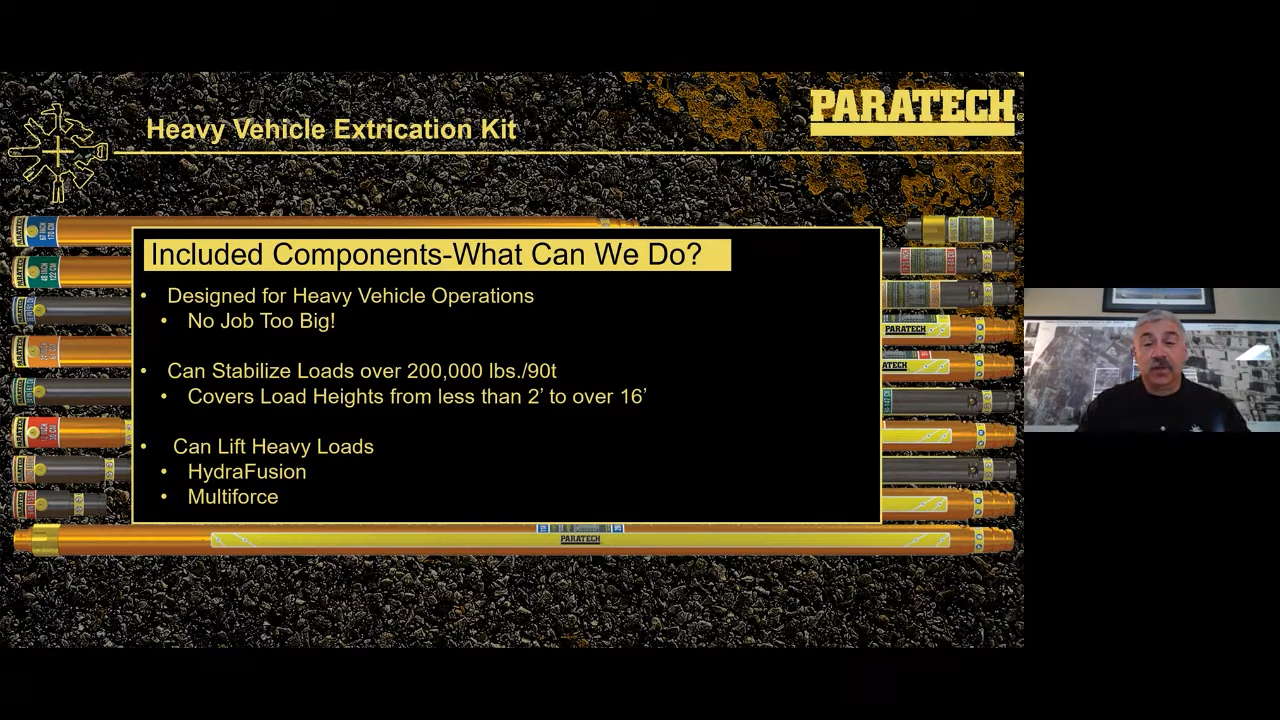 PARATECH®
Heavy Vehicle Extrication Kit
Included Components-What Can We Do?
• Designed for Heavy Vehicle Operations
• No Job Too Big!
• Can Stabilize Loads over 200,000 lbs./90t
• Covers Load Heights from less than 2’ to over 16’
• Can Lift Heavy Loads
• HydraFusion
• Multiforce
PARATECH
PARATECH